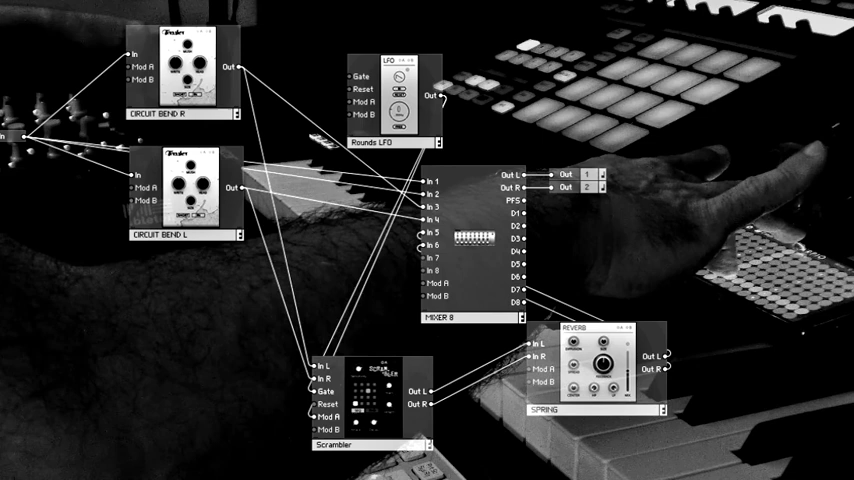 In
In
Mod A
Mod B
Out
CIRCUIT BEND R
In
Mod A
Mod B
Out
CIRCUIT BEND L
LFO
Gate
Reset
Mod A
Mod B
Out
Rounds LFO
In 1
In 2
In 3
In 4
In 5
In 6
In 7
In 8
Mod A
Mod B
Out L
Out R
PFS
D1
D2
D3
D4
D5
D6
D7
D8
MIXER 8
Out 1
Out 2
In L
In R
Gate
Reset
Mod A
Mod B
Out L
Out R
Scrambler
REVERB
In L
In R
Mod A
Mod B
Out L
Out R
SPRING